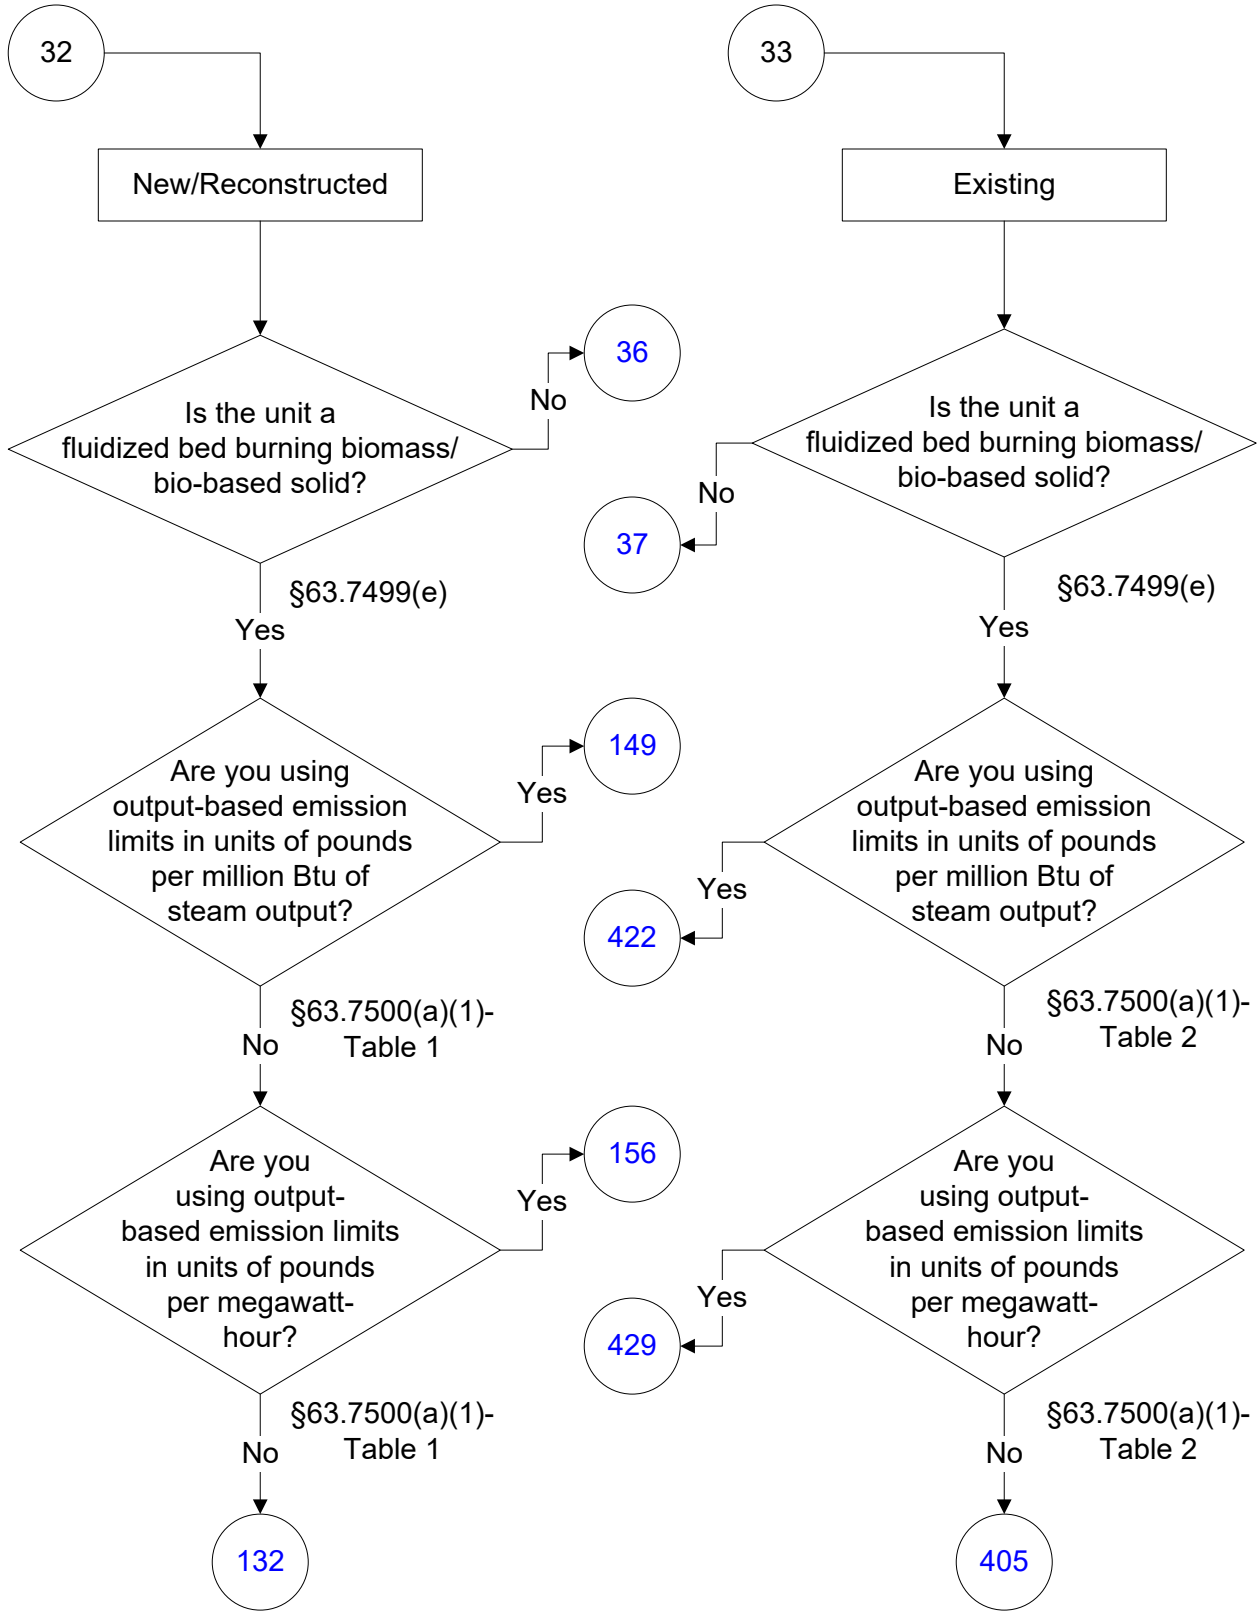 32
New/Reconstructed
Is the unit a
fluidized bed burning biomass/
bio-based solid?
No
36
§63.7499(e)
Yes
Are you using
output-based emission
limits in units of pounds
per million Btu of
steam output?
Yes
149
§63.7500(a)(1)-
Table 1
No
Are you
using output-
based emission limits
in units of pounds
per megawatt-
hour?
Yes
156
§63.7500(a)(1)-
Table 1
No
132
33
Existing
Is the unit a
fluidized bed burning biomass/
bio-based solid?
No
37
§63.7499(e)
Yes
Are you using
output-based emission
limits in units of pounds
per million Btu of
steam output?
Yes
422
§63.7500(a)(1)-
Table 2
No
Are you
using output-
based emission limits
in units of pounds
per megawatt-
hour?
Yes
429
§63.7500(a)(1)-
Table 2
No
405